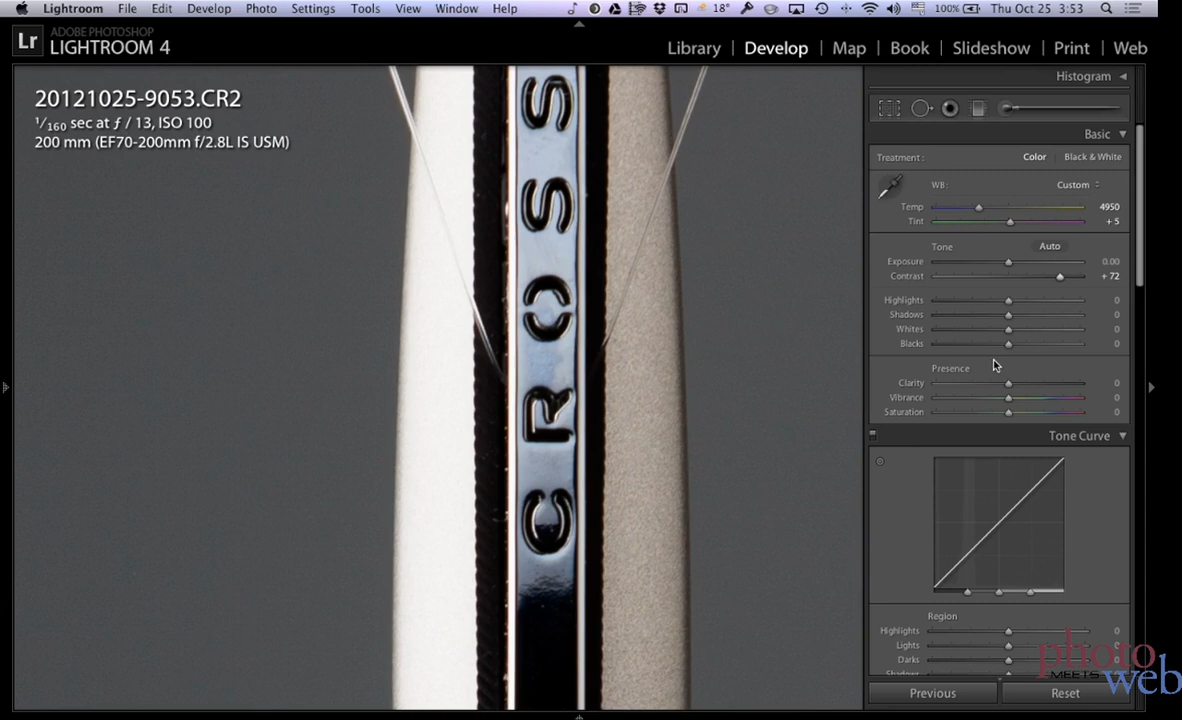 Lightroom File Edit Develop Photo Settings Tools View Window Help 18° 100% Thu Oct 25 3:53
Lr ADOBE PHOTOSHOP
LIGHTROOM 4
Library Develop Map Book Slideshow Print Web
20121025-9053.CR2
1/160 sec at ƒ / 13, ISO 100
200 mm (EF70-200mm f/2.8L IS USM)
CROSS
Histogram
Basic
Treatment : Color Black & White
WB : Custom
Temp 4950
Tint + 5
Tone Auto
Exposure 0.00
Contrast + 72
Highlights 0
Shadows 0
Whites 0
Blacks 0
Presence
Clarity 0
Vibrance 0
Saturation 0
Tone Curve
Region
Highlights 0
Lights 0
Darks 0
Shadows
Previous Reset
photo
MEETS
web